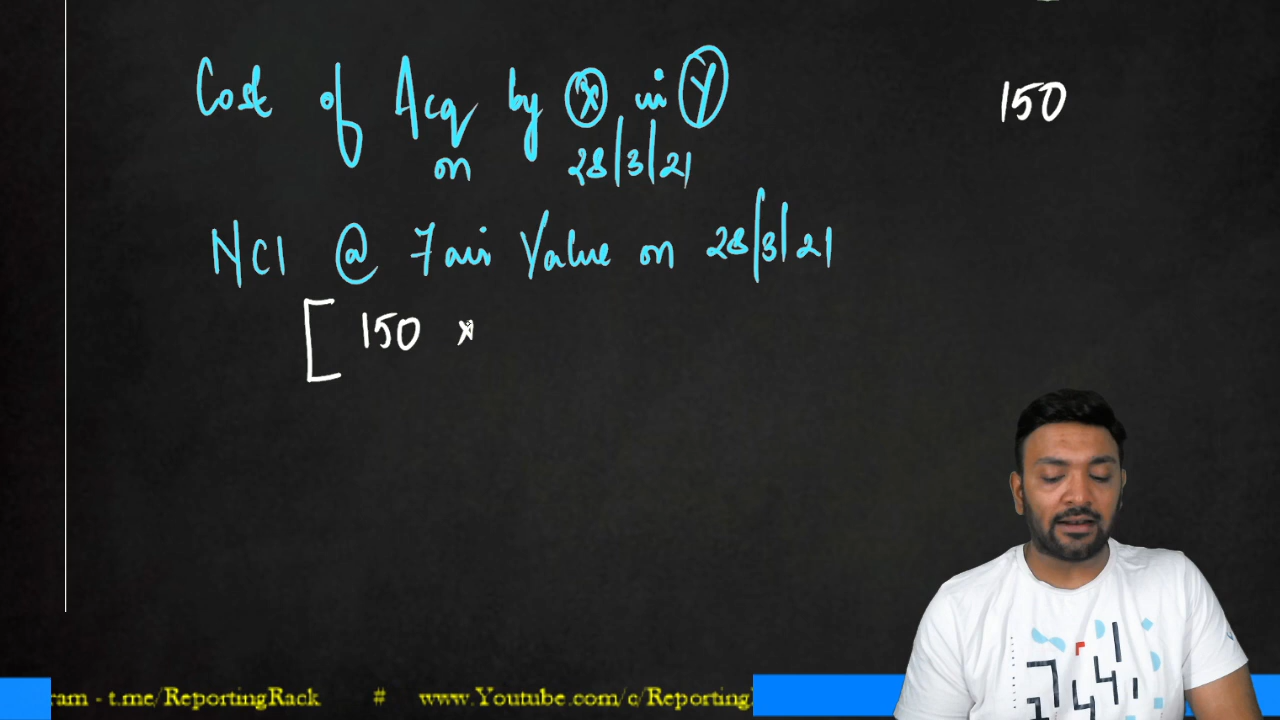 Cost of Acq by X in Y 150
on 28/3/21
NCI @ Fair Value on 28/3/21
[ 150 x
ram - t.me/ReportingRack # www.Youtube.com/c/Reporting